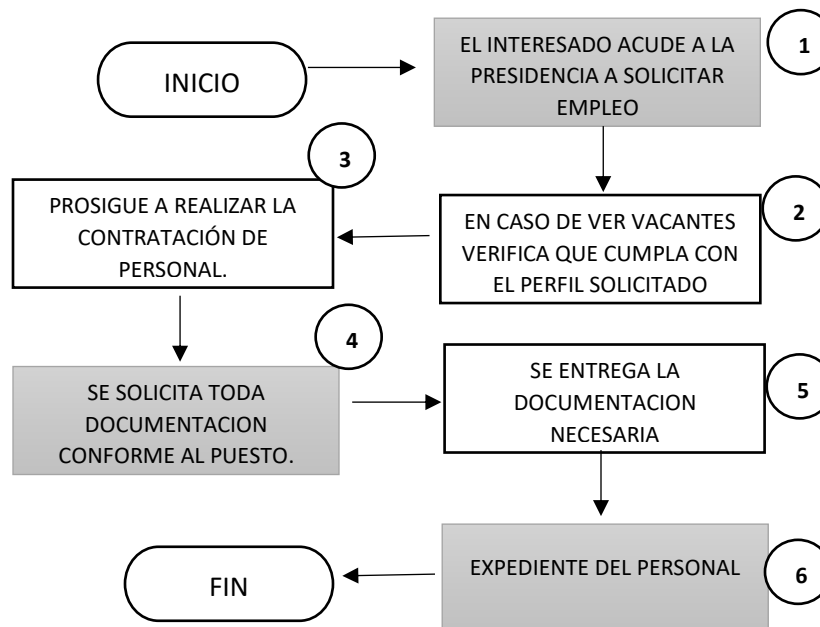 INICIO
EL INTERESADO ACUDE A LA
PRESIDENCIA A SOLICITAR
EMPLEO
1
EN CASO DE VER VACANTES
VERIFICA QUE CUMPLA CON
EL PERFIL SOLICITADO
2
PROSIGUE A REALIZAR LA
CONTRATACIÓN DE
PERSONAL.
3
SE SOLICITA TODA
DOCUMENTACION
CONFORME AL PUESTO.
4
SE ENTREGA LA
DOCUMENTACION
NECESARIA
5
EXPEDIENTE DEL PERSONAL
6
FIN